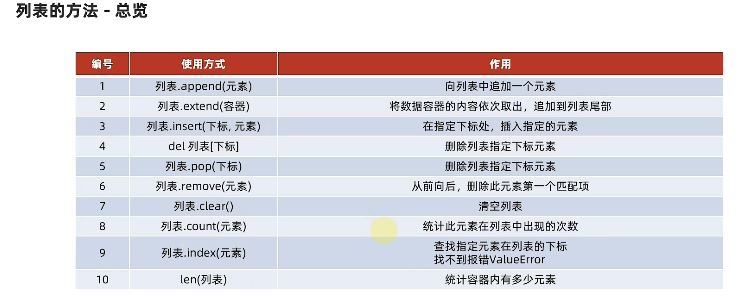 列表的方法 - 总览
编号 使用方式 作用
1 列表.append(元素) 向列表中追加一个元素
2 列表.extend(容器) 将数据容器的内容依次取出，追加到列表尾部
3 列表.insert(下标, 元素) 在指定下标处，插入指定的元素
4 del 列表[下标] 删除列表指定下标元素
5 列表.pop(下标) 删除列表指定下标元素
6 列表.remove(元素) 从前向后，删除此元素第一个匹配项
7 列表.clear() 清空列表
8 列表.count(元素) 统计此元素在列表中出现的次数
9 列表.index(元素) 查找指定元素在列表的下标
找不到报错ValueError
10 len(列表) 统计容器内有多少元素